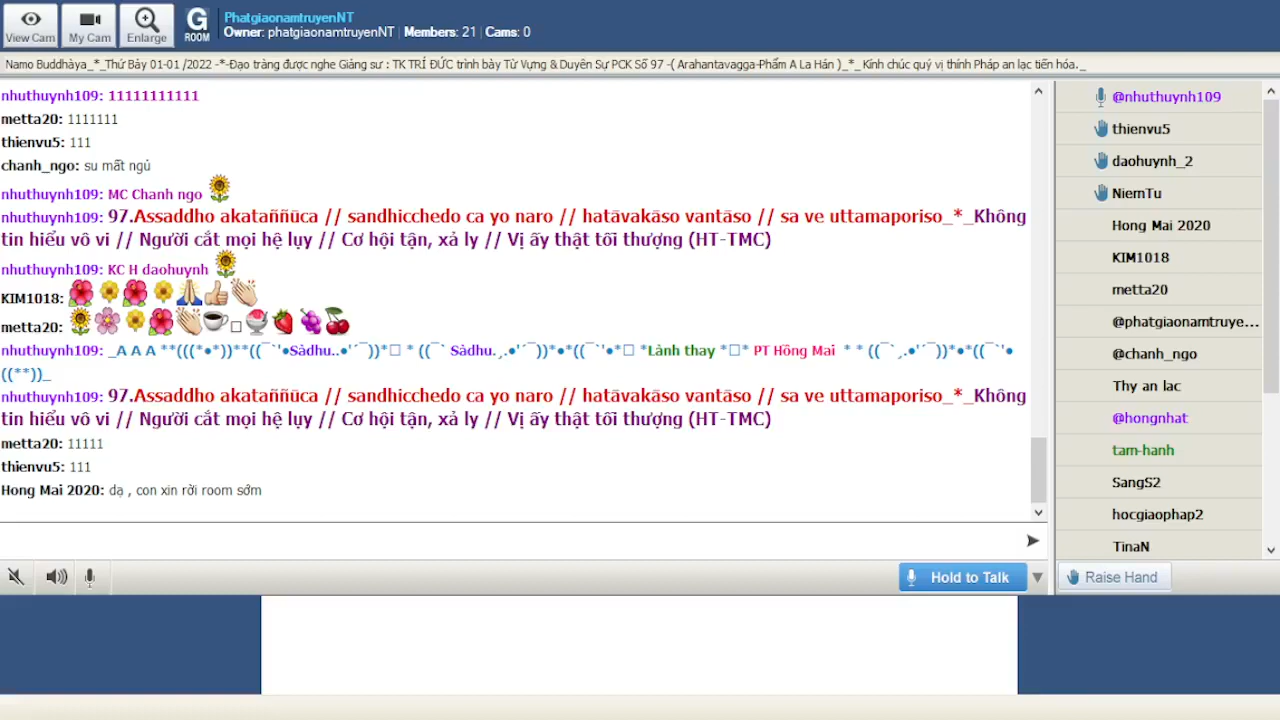 View Cam
My Cam
Enlarge
G
ROOM
PhatgiaonamtruyenNT
Owner: phatgiaonamtruyenNT | Members: 21 | Cams: 0
Namo Buddhàya_*_Thứ Bảy 01-01 /2022 -*-Đạo tràng được nghe Giảng sư : TK TRÍ ĐỨC trình bày Từ Vựng & Duyên Sự PCK Số 97 -( Arahantavagga-Phẩm A La Hán )_*_ Kính chúc quý vị thính Pháp an lạc tiến hóa._
nhuthuynh109: 11111111111
metta20: 1111111
thienvu5: 111
chanh_ngo: su mất ngủ
nhuthuynh109: MC Chanh ngo 🌻
nhuthuynh109: 97.Assaddho akataññūca // sandhicchedo ca yo naro // hatāvakāso vantāso // sa ve uttamaporiso_*_Không
tin hiểu vô vi // Người cắt mọi hệ lụy // Cơ hội tận, xả ly // Vị ấy thật tối thượng (HT-TMC)
nhuthuynh109: KC H daohuynh 🌻
KIM1018: 🌺🌼🌺🌼🙏👍👏
metta20: 🌻🌸🌼🌺👏☕□🍧🍓🍇🍒
nhuthuynh109: _A A A **(((*•*))**((¯`'•Sàdhu..•'´¯))*□ * ((¯` Sàdhu.¸.•'´¯))*•*((¯`'•*□ *Lành thay *□* PT Hồng Mai * * ((¯`¸.•'´¯))*•*((¯`'•
((**))_
nhuthuynh109: 97.Assaddho akataññūca // sandhicchedo ca yo naro // hatāvakāso vantāso // sa ve uttamaporiso_*_Không
tin hiểu vô vi // Người cắt mọi hệ lụy // Cơ hội tận, xả ly // Vị ấy thật tối thượng (HT-TMC)
metta20: 11111
thienvu5: 111
Hong Mai 2020: dạ , con xin rời room sớm
Hold to Talk
@nhuthuynh109
thienvu5
daohuynh_2
NiemTu
Hong Mai 2020
KIM1018
metta20
@phatgiaonamtruye...
@chanh_ngo
Thy an lac
@hongnhat
tam-hanh
SangS2
hocgiaophap2
TinaN
Raise Hand